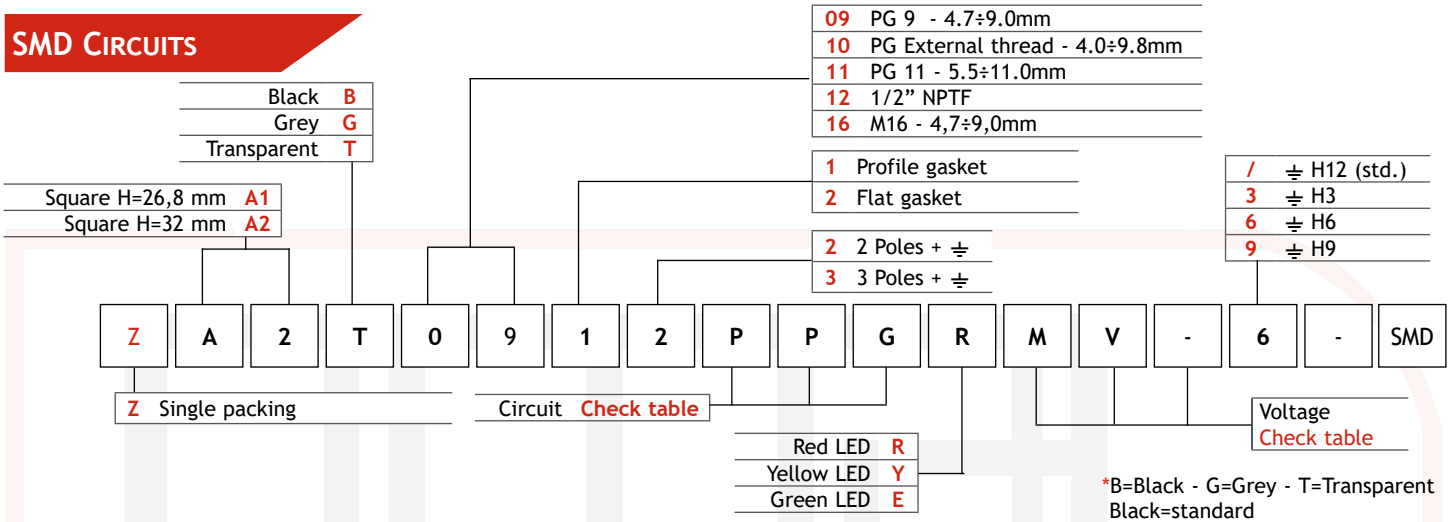 SMD CIRCUITS
09 PG 9 - 4.7÷9.0mm
10 PG External thread - 4.0÷9.8mm
11 PG 11 - 5.5÷11.0mm
12 1/2” NPTF
16 M16 - 4,7÷9,0mm
Black B
Grey G
Transparent T
1 Profile gasket
2 Flat gasket
/ ⏚ H12 (std.)
3 ⏚ H3
6 ⏚ H6
9 ⏚ H9
Square H=26,8 mm A1
Square H=32 mm A2
2 2 Poles + ⏚
3 3 Poles + ⏚
Z A 2 T 0 9 1 2 P P G R M V - 6 - SMD
Z Single packing
Circuit Check table
Voltage
Check table
Red LED R
Yellow LED Y
Green LED E
*B=Black - G=Grey - T=Transparent
Black=standard